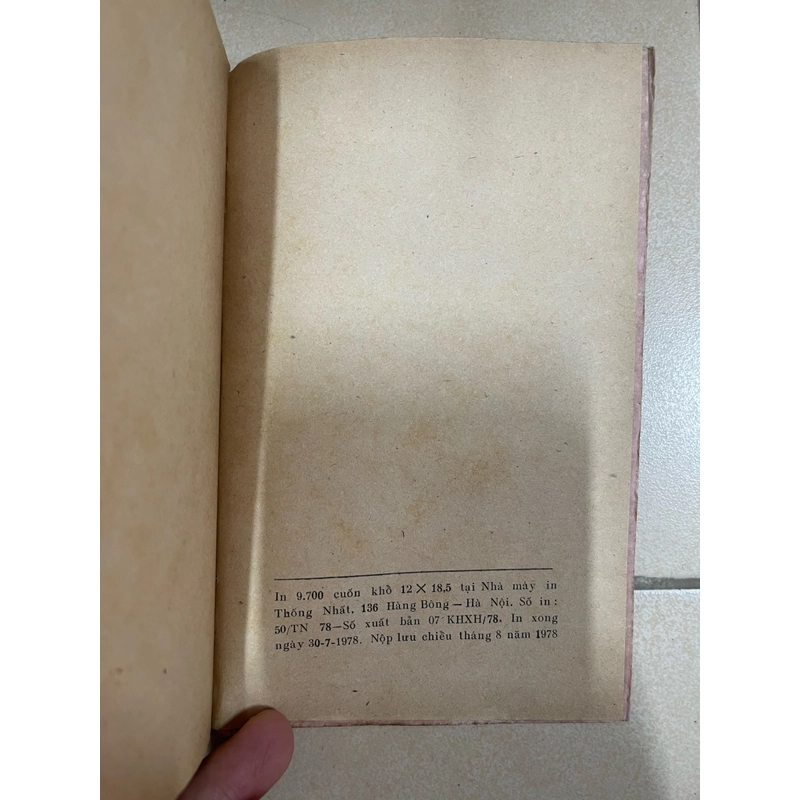 In 9.700 cuốn khổ 12 × 18,5 tại Nhà máy in
Thống Nhất, 136 Hàng Bông — Hà Nội. Số in :
50/TN 78—Số xuất bản 07 KHXH/78. In xong
ngày 30-7-1978. Nộp lưu chiểu tháng 8 năm 1978